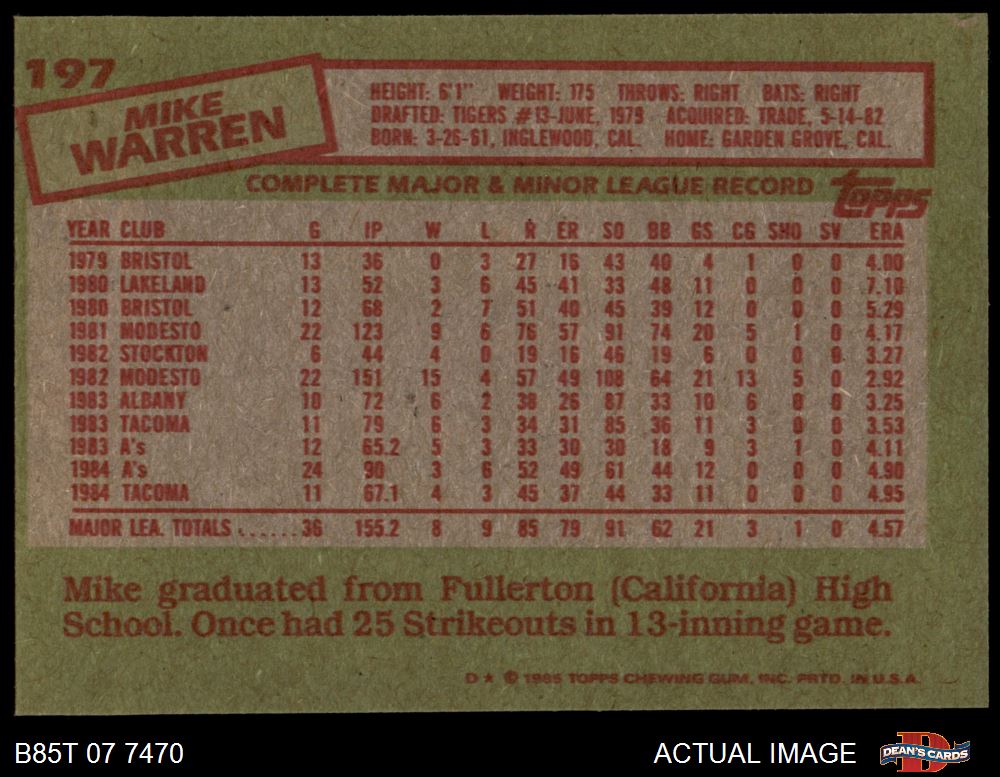 197
MIKE
WARREN
HEIGHT: 6'1" WEIGHT: 175 THROWS: RIGHT BATS: RIGHT
DRAFTED: TIGERS #13-JUNE, 1979 ACQUIRED: TRADE, 5-14-82
BORN: 3-26-61, INGLEWOOD, CAL. HOME: GARDEN GROVE, CAL.
COMPLETE MAJOR & MINOR LEAGUE RECORD topps
YEAR CLUB G IP W L R ER SO BB GS CG SHO SV ERA
1979 BRISTOL 13 36 0 3 27 16 43 40 4 1 0 0 4.00
1980 LAKELAND 13 52 3 6 45 41 33 48 11 0 0 0 7.10
1980 BRISTOL 12 68 2 7 51 40 45 39 12 0 0 0 5.29
1981 MODESTO 22 123 9 6 76 57 91 74 20 5 1 0 4.17
1982 STOCKTON 6 44 4 0 19 16 46 19 6 0 0 0 3.27
1982 MODESTO 22 151 15 4 57 49 108 64 21 13 5 0 2.92
1983 ALBANY 10 72 6 2 38 26 87 33 10 6 0 0 3.25
1983 TACOMA 11 79 6 3 34 31 85 36 11 3 0 0 3.53
1983 A's 12 65.2 5 3 33 30 30 18 9 3 1 0 4.11
1984 A's 24 90 3 6 52 49 61 44 12 0 0 0 4.90
1984 TACOMA 11 67.1 4 3 45 37 44 33 11 0 0 0 4.95
MAJOR LEA. TOTALS ...... 36 155.2 8 9 85 79 91 62 21 3 1 0 4.57
Mike graduated from Fullerton (California) High
School. Once had 25 Strikeouts in 13-inning game.
D★ © 1985 TOPPS CHEWING GUM, INC. PRTD. IN U.S.A.
B85T 07 7470 ACTUAL IMAGE DEAN'S CARDS